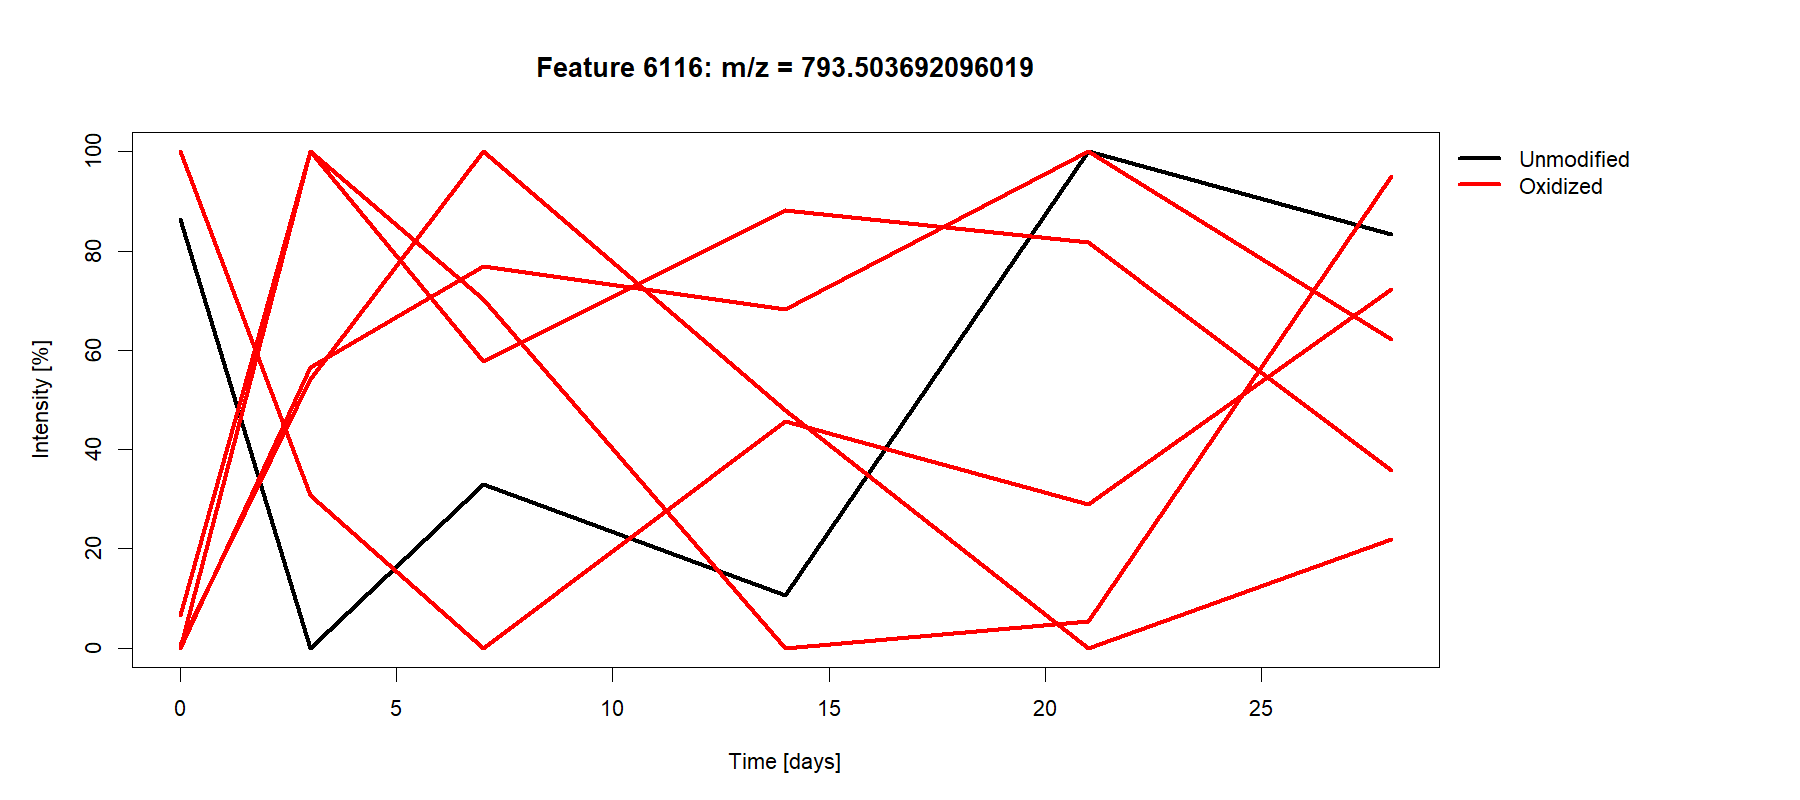 Feature 6116: m/z = 793.503692096019
Unmodified
Oxidized
Intensity [%]
100
80
60
40
20
0
0 5 10 15 20 25
Time [days]